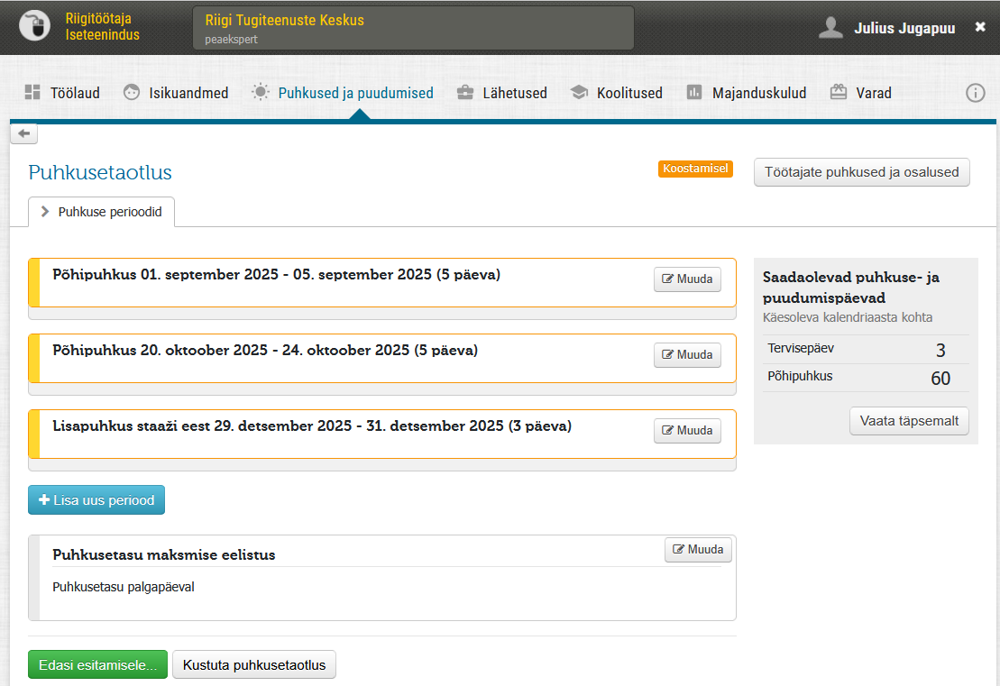 Riigitöötaja
Iseteenindus
Riigi Tugiteenuste Keskus
peaekspert
Julius Jugapuu
Töölaud
Isikuandmed
Puhkused ja puudumised
Lähetused
Koolitused
Majanduskulud
Varad
Puhkusetaotlus
Koostamisel
Töötajate puhkused ja osalused
Puhkuse perioodid
Põhipuhkus 01. september 2025 - 05. september 2025 (5 päeva)
Muuda
Põhipuhkus 20. oktoober 2025 - 24. oktoober 2025 (5 päeva)
Muuda
Lisapuhkus staaži eest 29. detsember 2025 - 31. detsember 2025 (3 päeva)
Muuda
Lisa uus periood
Puhkusetasu maksmise eelistus
Muuda
Puhkusetasu palgapäeval
Edasi esitamisele...
Kustuta puhkusetaotlus
Saadaolevad puhkuse- ja
puudumispäevad
Käesoleva kalendriaasta kohta
Tervisepäev 3
Põhipuhkus 60
Vaata täpsemalt